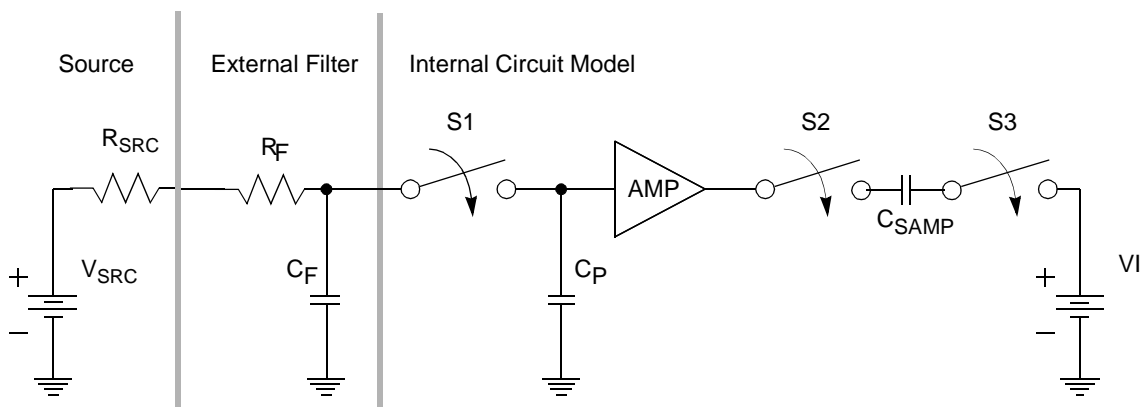 Source
External Filter
Internal Circuit Model
S1
S2
S3
RSRC
RF
AMP
CSAMP
+
VSRC
CF
CP
+
VI
−
−